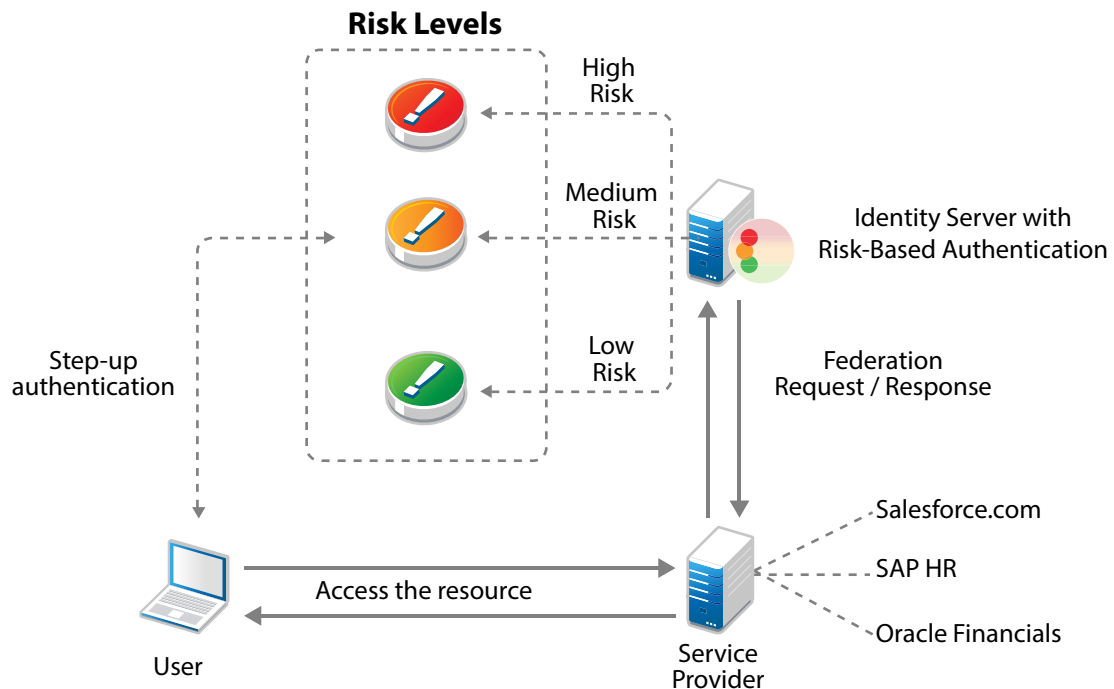 Risk Levels
High
Risk
Medium
Risk
Identity Server with
Risk-Based Authentication
Low
Risk
Step-up
authentication
Federation
Request / Response
Salesforce.com
SAP HR
Oracle Financials
Access the resource
User
Service
Provider